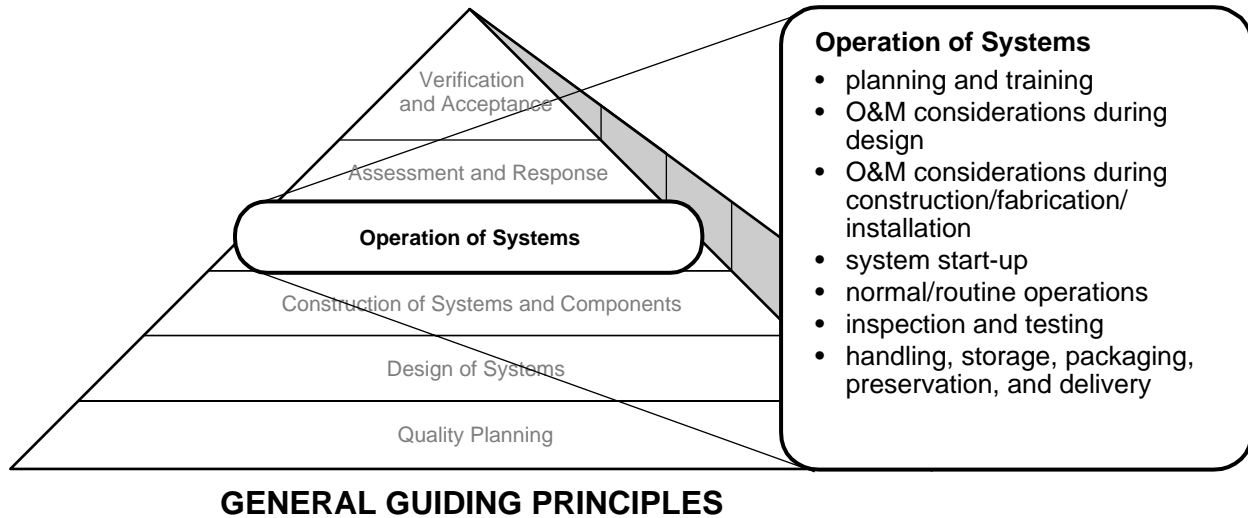 Verification
and Acceptance
Assessment and Response
Operation of Systems
Construction of Systems and Components
Design of Systems
Quality Planning
GENERAL GUIDING PRINCIPLES
Operation of Systems
• planning and training
• O&M considerations during
design
• O&M considerations during
construction/fabrication/
installation
• system start-up
• normal/routine operations
• inspection and testing
• handling, storage, packaging,
preservation, and delivery